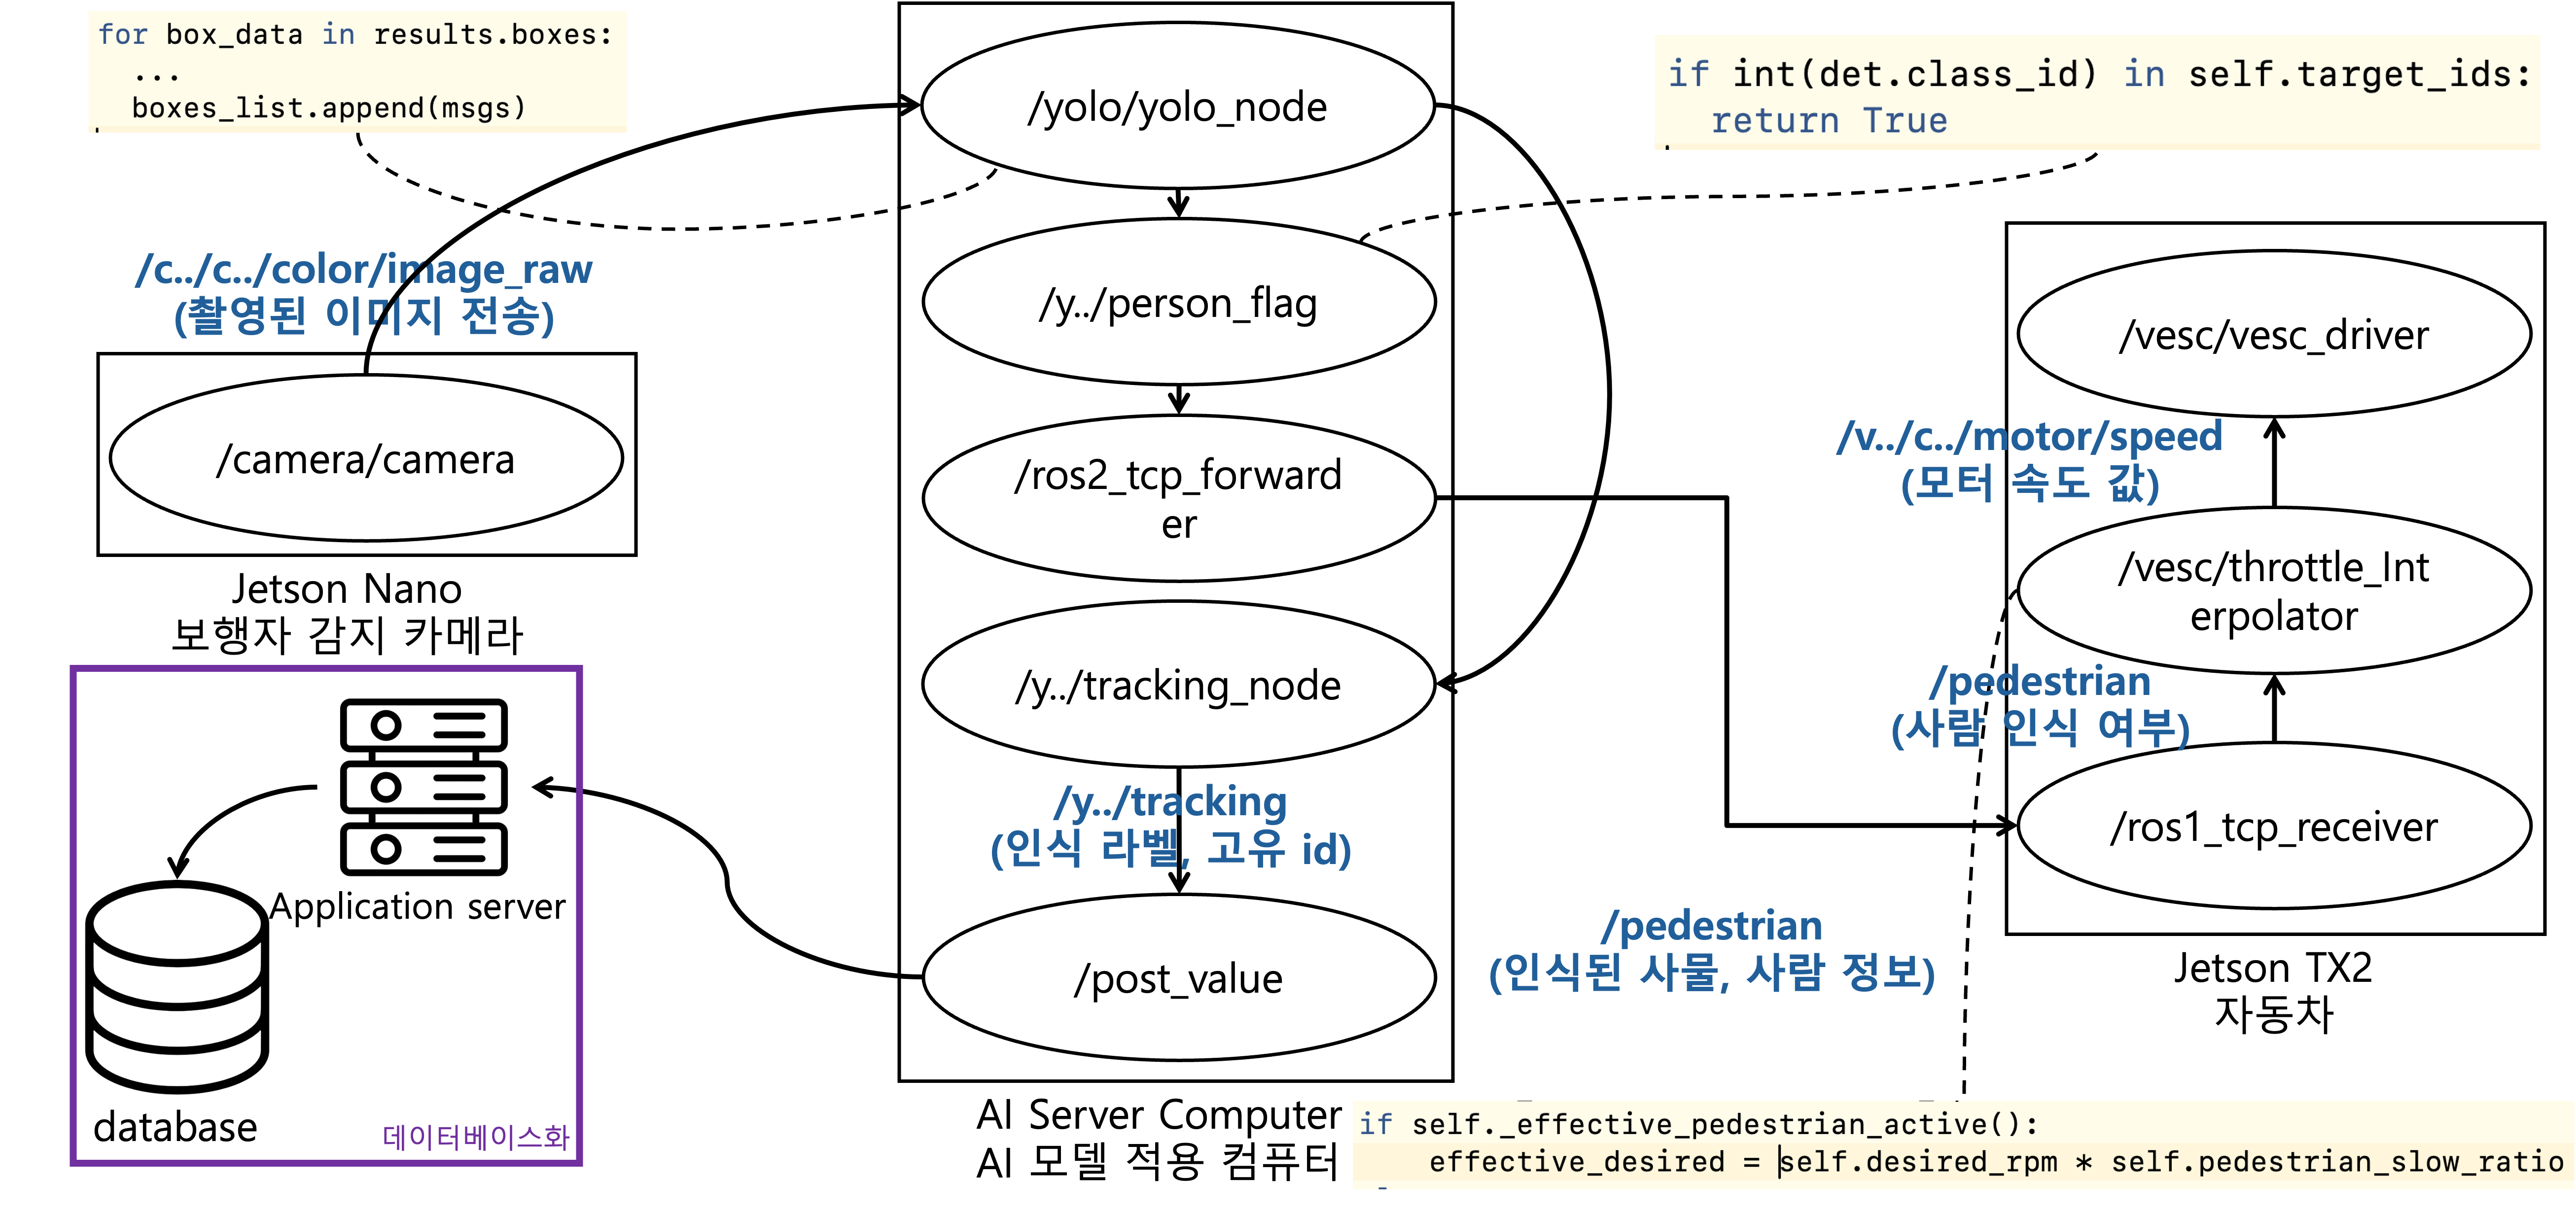 for box_data in results.boxes:
...
boxes_list.append(msgs)
if int(det.class_id) in self.target_ids:
return True
/yolo/yolo_node
/y../person_flag
/ros2_tcp_forward
er
/y../tracking_node
/y../tracking
(인식 라벨, 고유 id)
/post_value
AI Server Computer
AI 모델 적용 컴퓨터
/c../c../color/image_raw
(촬영된 이미지 전송)
/camera/camera
Jetson Nano
보행자 감지 카메라
Application server
database
데이터베이스화
/vesc/vesc_driver
/v../c../motor/speed
(모터 속도 값)
/vesc/throttle_Int
erpolator
/pedestrian
(사람 인식 여부)
/ros1_tcp_receiver
/pedestrian
(인식된 사물, 사람 정보)
Jetson TX2
자동차
if self._effective_pedestrian_active():
effective_desired = self.desired_rpm * self.pedestrian_slow_ratio